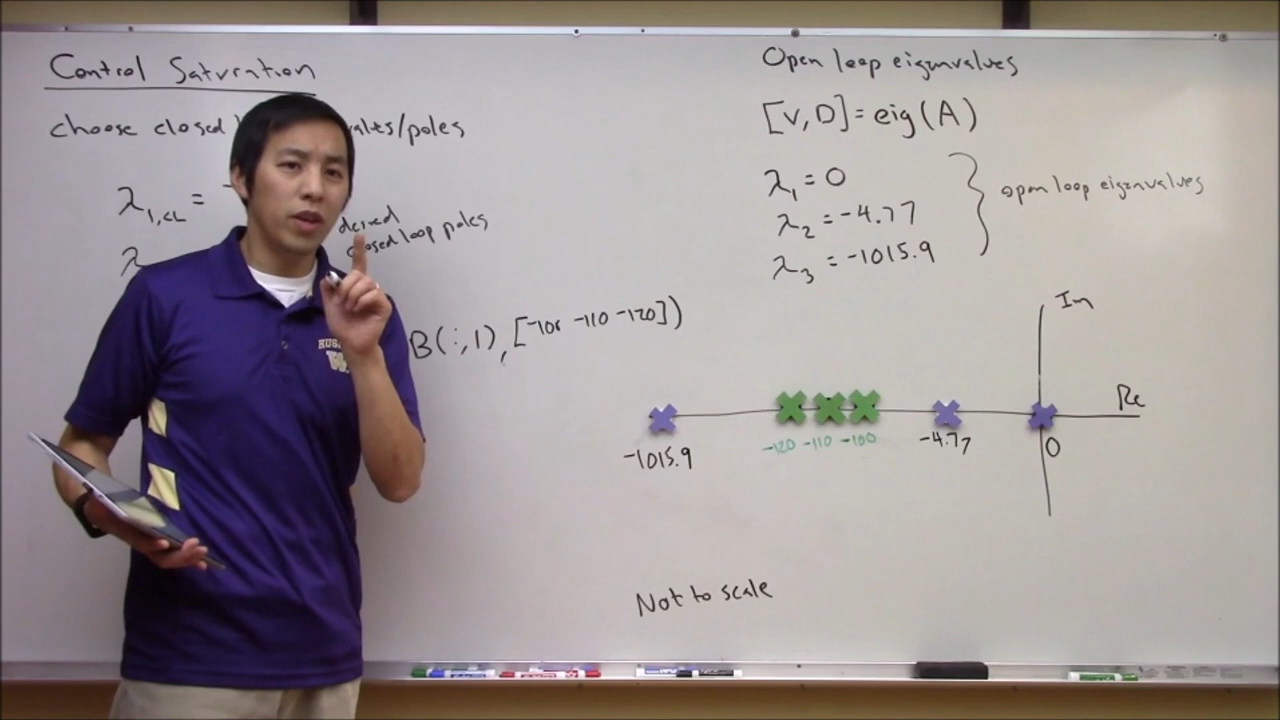 Control Saturation
choose closed
/poles
λ₁,CL =
desired
closed loop poles
λ
B(:,1), [-100 -110 -120])
Open loop eigenvalues
[V,D]=eig(A)
λ₁=0
λ₂=-4.77
λ₃=-1015.9
open loop eigenvalues
Im
Re
-1015.9
-120 -110 -100
-4.77
0
Not to scale
W